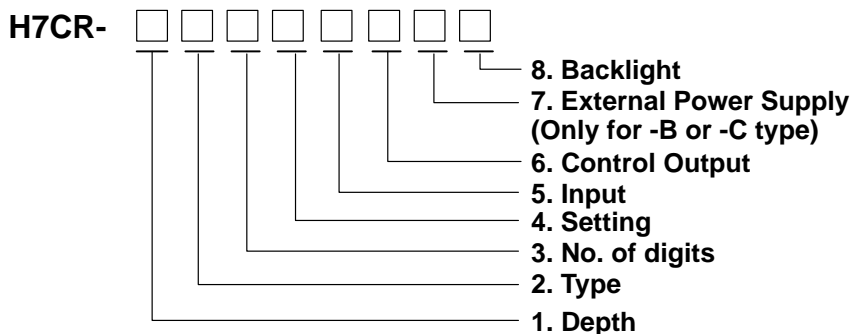 H7CR-
8. Backlight
7. External Power Supply
(Only for -B or -C type)
6. Control Output
5. Input
4. Setting
3. No. of digits
2. Type
1. Depth